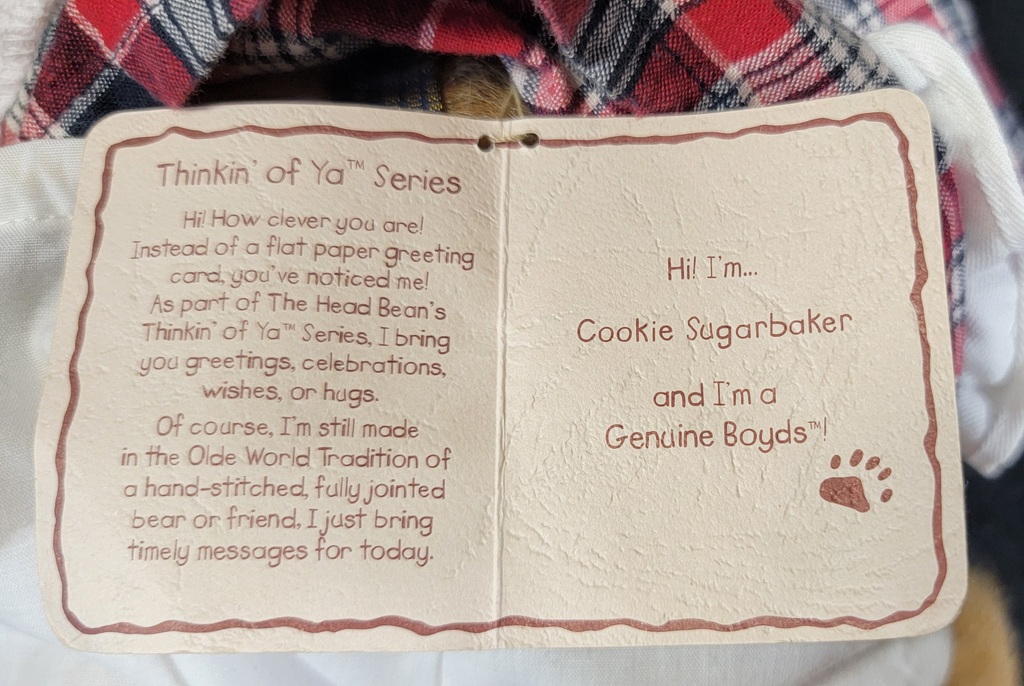 Thinkin' of Ya™ Series
Hi! How clever you are!
Instead of a flat paper greeting
card, you've noticed me!
As part of The Head Bean's
Thinkin' of Ya™ Series, I bring
you greetings, celebrations,
wishes, or hugs.
Of course, I'm still made
in the Olde World Tradition of
a hand-stitched, fully jointed
bear or friend, I just bring
timely messages for today.
Hi! I'm...
Cookie Sugarbaker
and I'm a
Genuine Boyds™!